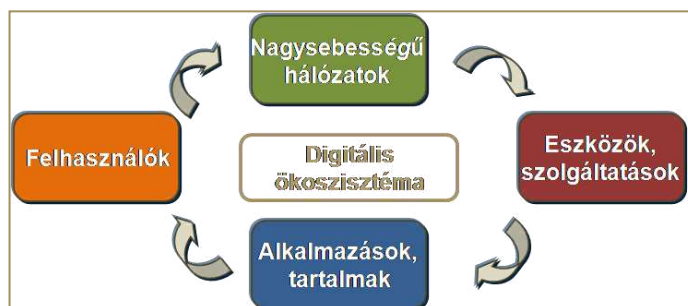 Nagysebességű
hálózatok
Felhasználók
Digitális
ökoszisztéma
Eszközök,
szolgáltatások
Alkalmazások,
tartalmak